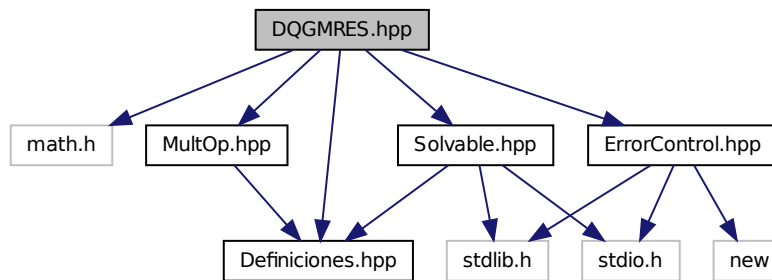 DQGMRES.hpp
math.h
MultOp.hpp
Solvable.hpp
ErrorControl.hpp
Definiciones.hpp
stdlib.h
stdio.h
new